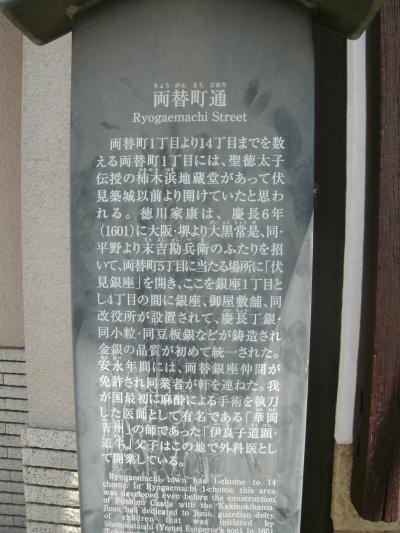 りょう がえ まち どおり
両替町通
Ryogaemachi Street
両替町1丁目より14丁目までを数
える両替町1丁目には、聖徳太子
伝授の柿木浜地蔵堂があって伏
見築城以前より開けていたと思わ
れる。徳川家康は、慶長6年
(1601)に大阪・堺より大黒常是、同・
平野より末吉勘兵衛のふたりを招
いて、両替町5丁目に当たる場所に「伏
見銀座」を開き、ここを銀座1丁目と
し4丁目の間に銀座、御屋敷舗、同
改役所が設置されて、慶長丁銀・
同小粒・同豆板銀などが鋳造され
金銀の品質が初めて統一された。
安永年間には、両替銀座仲間が
免許され同業者が軒を連ねた。我
が国最初に麻酔による手術を執刀
した医師として有名である「華岡
青州」の師であった「伊良子道顕・
道牛」父子はこの地で外科医とし
て開業している。
Ryogaemachi town has 1-chome to 14
chome. In Ryogaemachi 1-chome, this area
was developed even before the construction
of Fushimi Castle with the "Kakinokihama
Jizou hall dedicated to Jizou, guardian deity
of children that was initiated by
Shotokutaishi (Yomei Emperor's son). In 1601